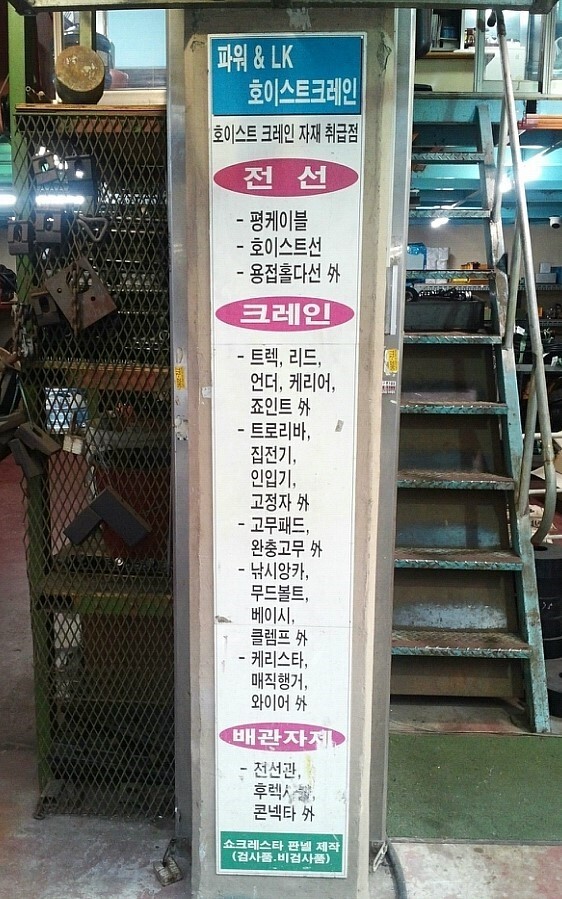 파워 & LK
호이스트크레인
호이스트 크레인 자재 취급점
전 선
- 평케이블
- 호이스트선
- 용접홀다선 外
크레인
- 트렉, 리드,
언더, 케리어,
죠인트 外
- 트로리바,
집전기,
인입기,
고정자 外
- 고무패드,
완충고무 外
- 낚시앙카,
무드볼트,
베이시,
클램프 外
- 케리스타,
매직행거,
와이어 外
배관자재
- 전선관,
콘넥타 外
쇼크레스타 판넬 제작
(검사품.비검사품)